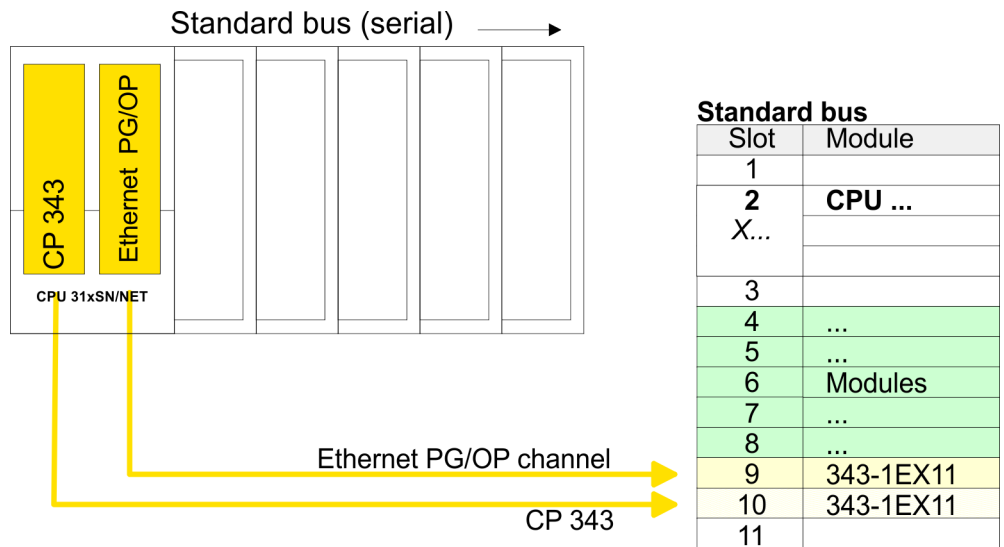 Standard bus (serial)
CP 343
Ethernet PG/OP
CPU 31xSN/NET
Ethernet PG/OP channel
CP 343
Standard bus
Slot Module
1
2 CPU ...
X...
3
4 ...
5 ...
6 Modules
7 ...
8 ...
9 343-1EX11
10 343-1EX11
11